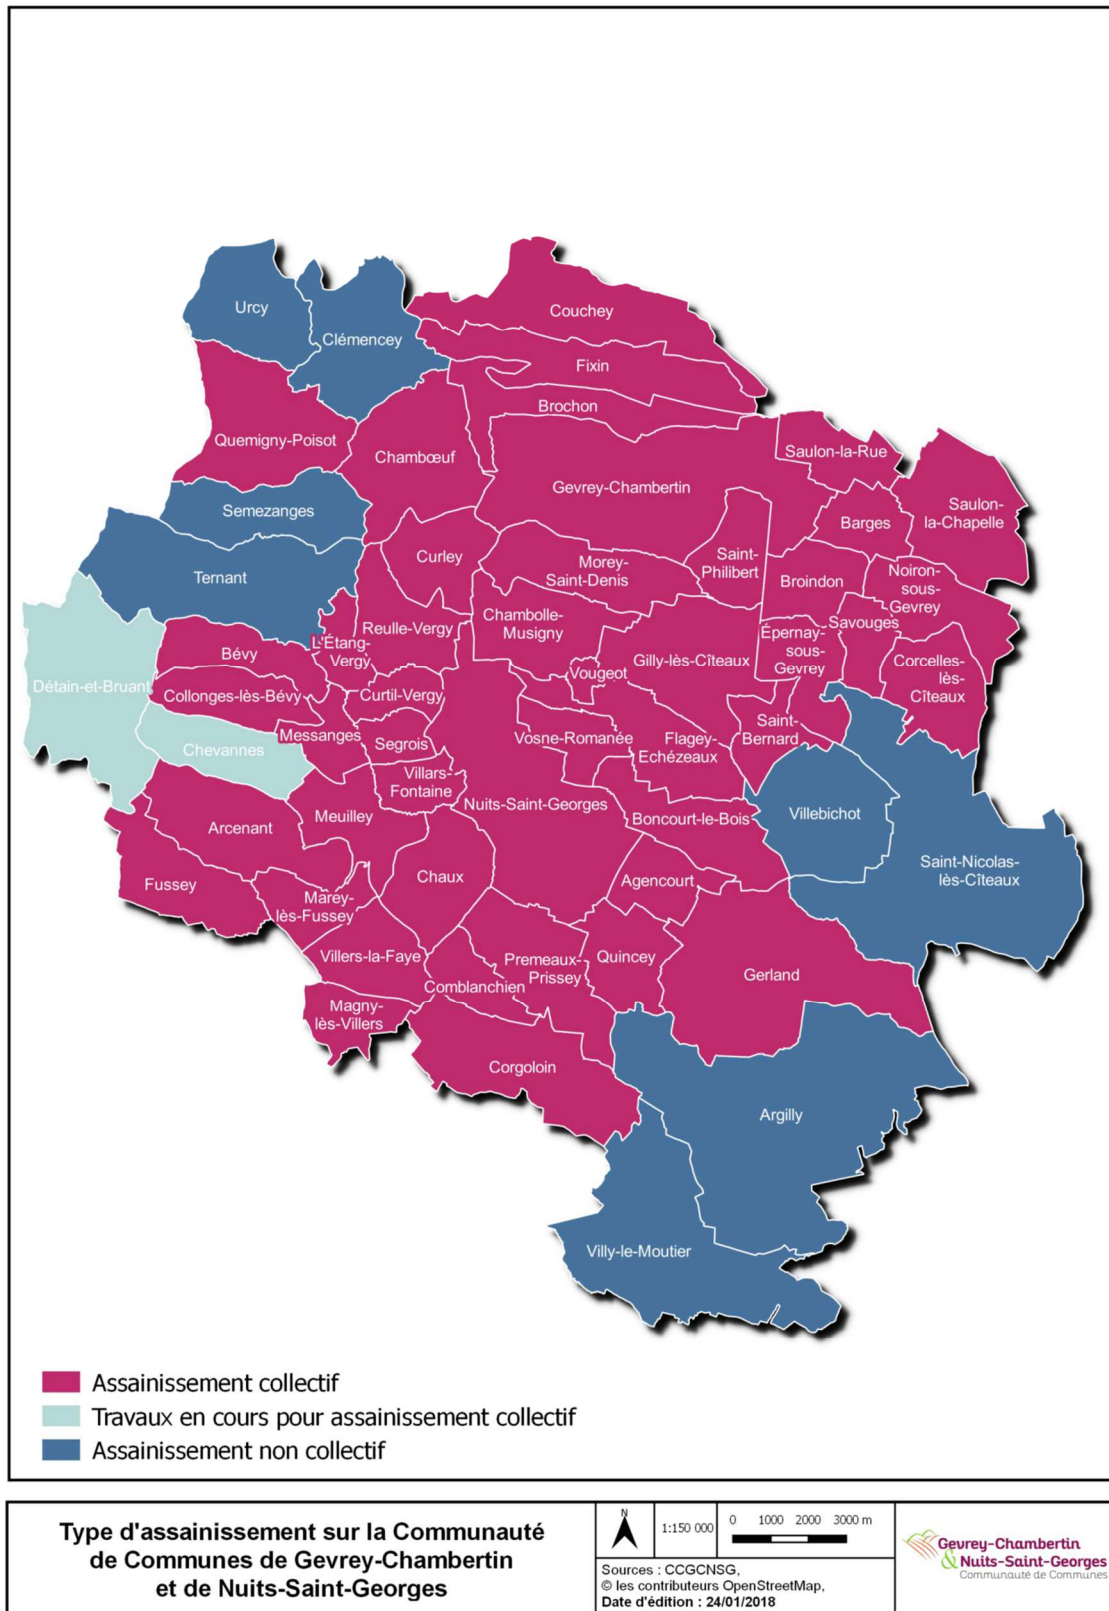 Urcy
Clémencey
Couchey
Fixin
Brochon
Quemigny-Poisot
Chambœuf
Saulon-la-Rue
Gevrey-Chambertin
Saulon-
la-Chapelle
Semezanges
Barges
Curley
Morey-
Saint-Denis
Saint-
Philibert
Ternant
Broindon
Noiron-
sous-
Gevrey
Chambolle-
Musigny
Reulle-Vergy
Savouges
L'Étang-
Vergy
Épernay-
sous-
Gevrey
Bévy
Gilly-lès-Cîteaux
Corcelles-
lès-
Cîteaux
Vougeot
Détain-et-Bruant
Collonges-lès-Bévy
Curtil-Vergy
Saint-
Bernard
Messanges
Segrois
Vosne-Romanée
Flagey-
Echézeaux
Chevannes
Villars-
Fontaine
Nuits-Saint-Georges
Villebichot
Meuilley
Boncourt-le-Bois
Arcenant
Saint-Nicolas-
lès-Cîteaux
Fussey
Chaux
Agencourt
Marey-
lès-Fussey
Villers-la-Faye
Premeaux-
Prissey
Quincey
Gerland
Comblanchien
Magny-
lès-Villers
Corgoloin
Argilly
Villy-le-Moutier
Assainissement collectif
Travaux en cours pour assainissement collectif
Assainissement non collectif
Type d'assainissement sur la Communauté
de Communes de Gevrey-Chambertin
et de Nuits-Saint-Georges
N
1:150 000
0 1000 2000 3000 m
Sources : CCGCNSG,
© les contributeurs OpenStreetMap,
Date d'édition : 24/01/2018
Gevrey-Chambertin
& Nuits-Saint-Georges
Communauté de Communes